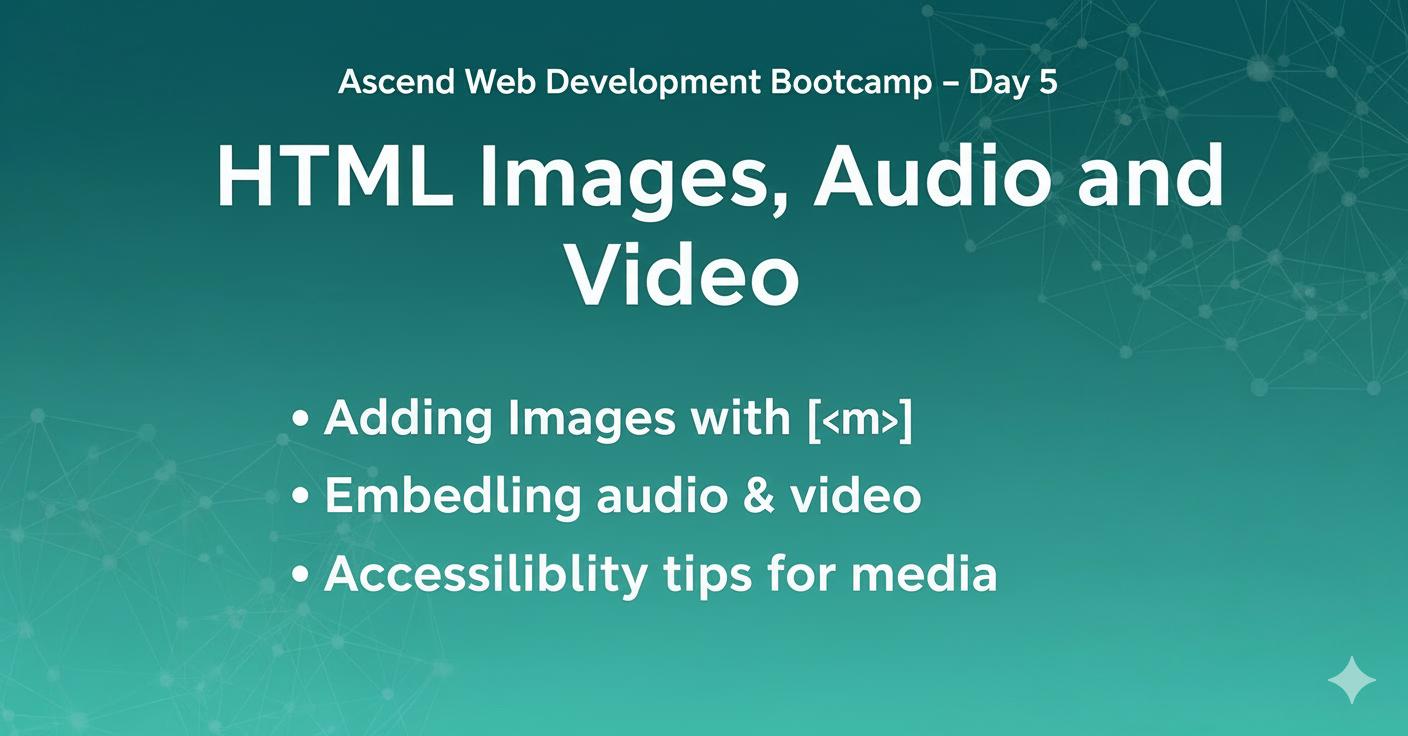 Ascend Web Development Bootcamp – Day 5
HTML Images, Audio and
Video
• Adding Images with [<m>]
• Embedling audio & video
• Accessiliblity tips for media